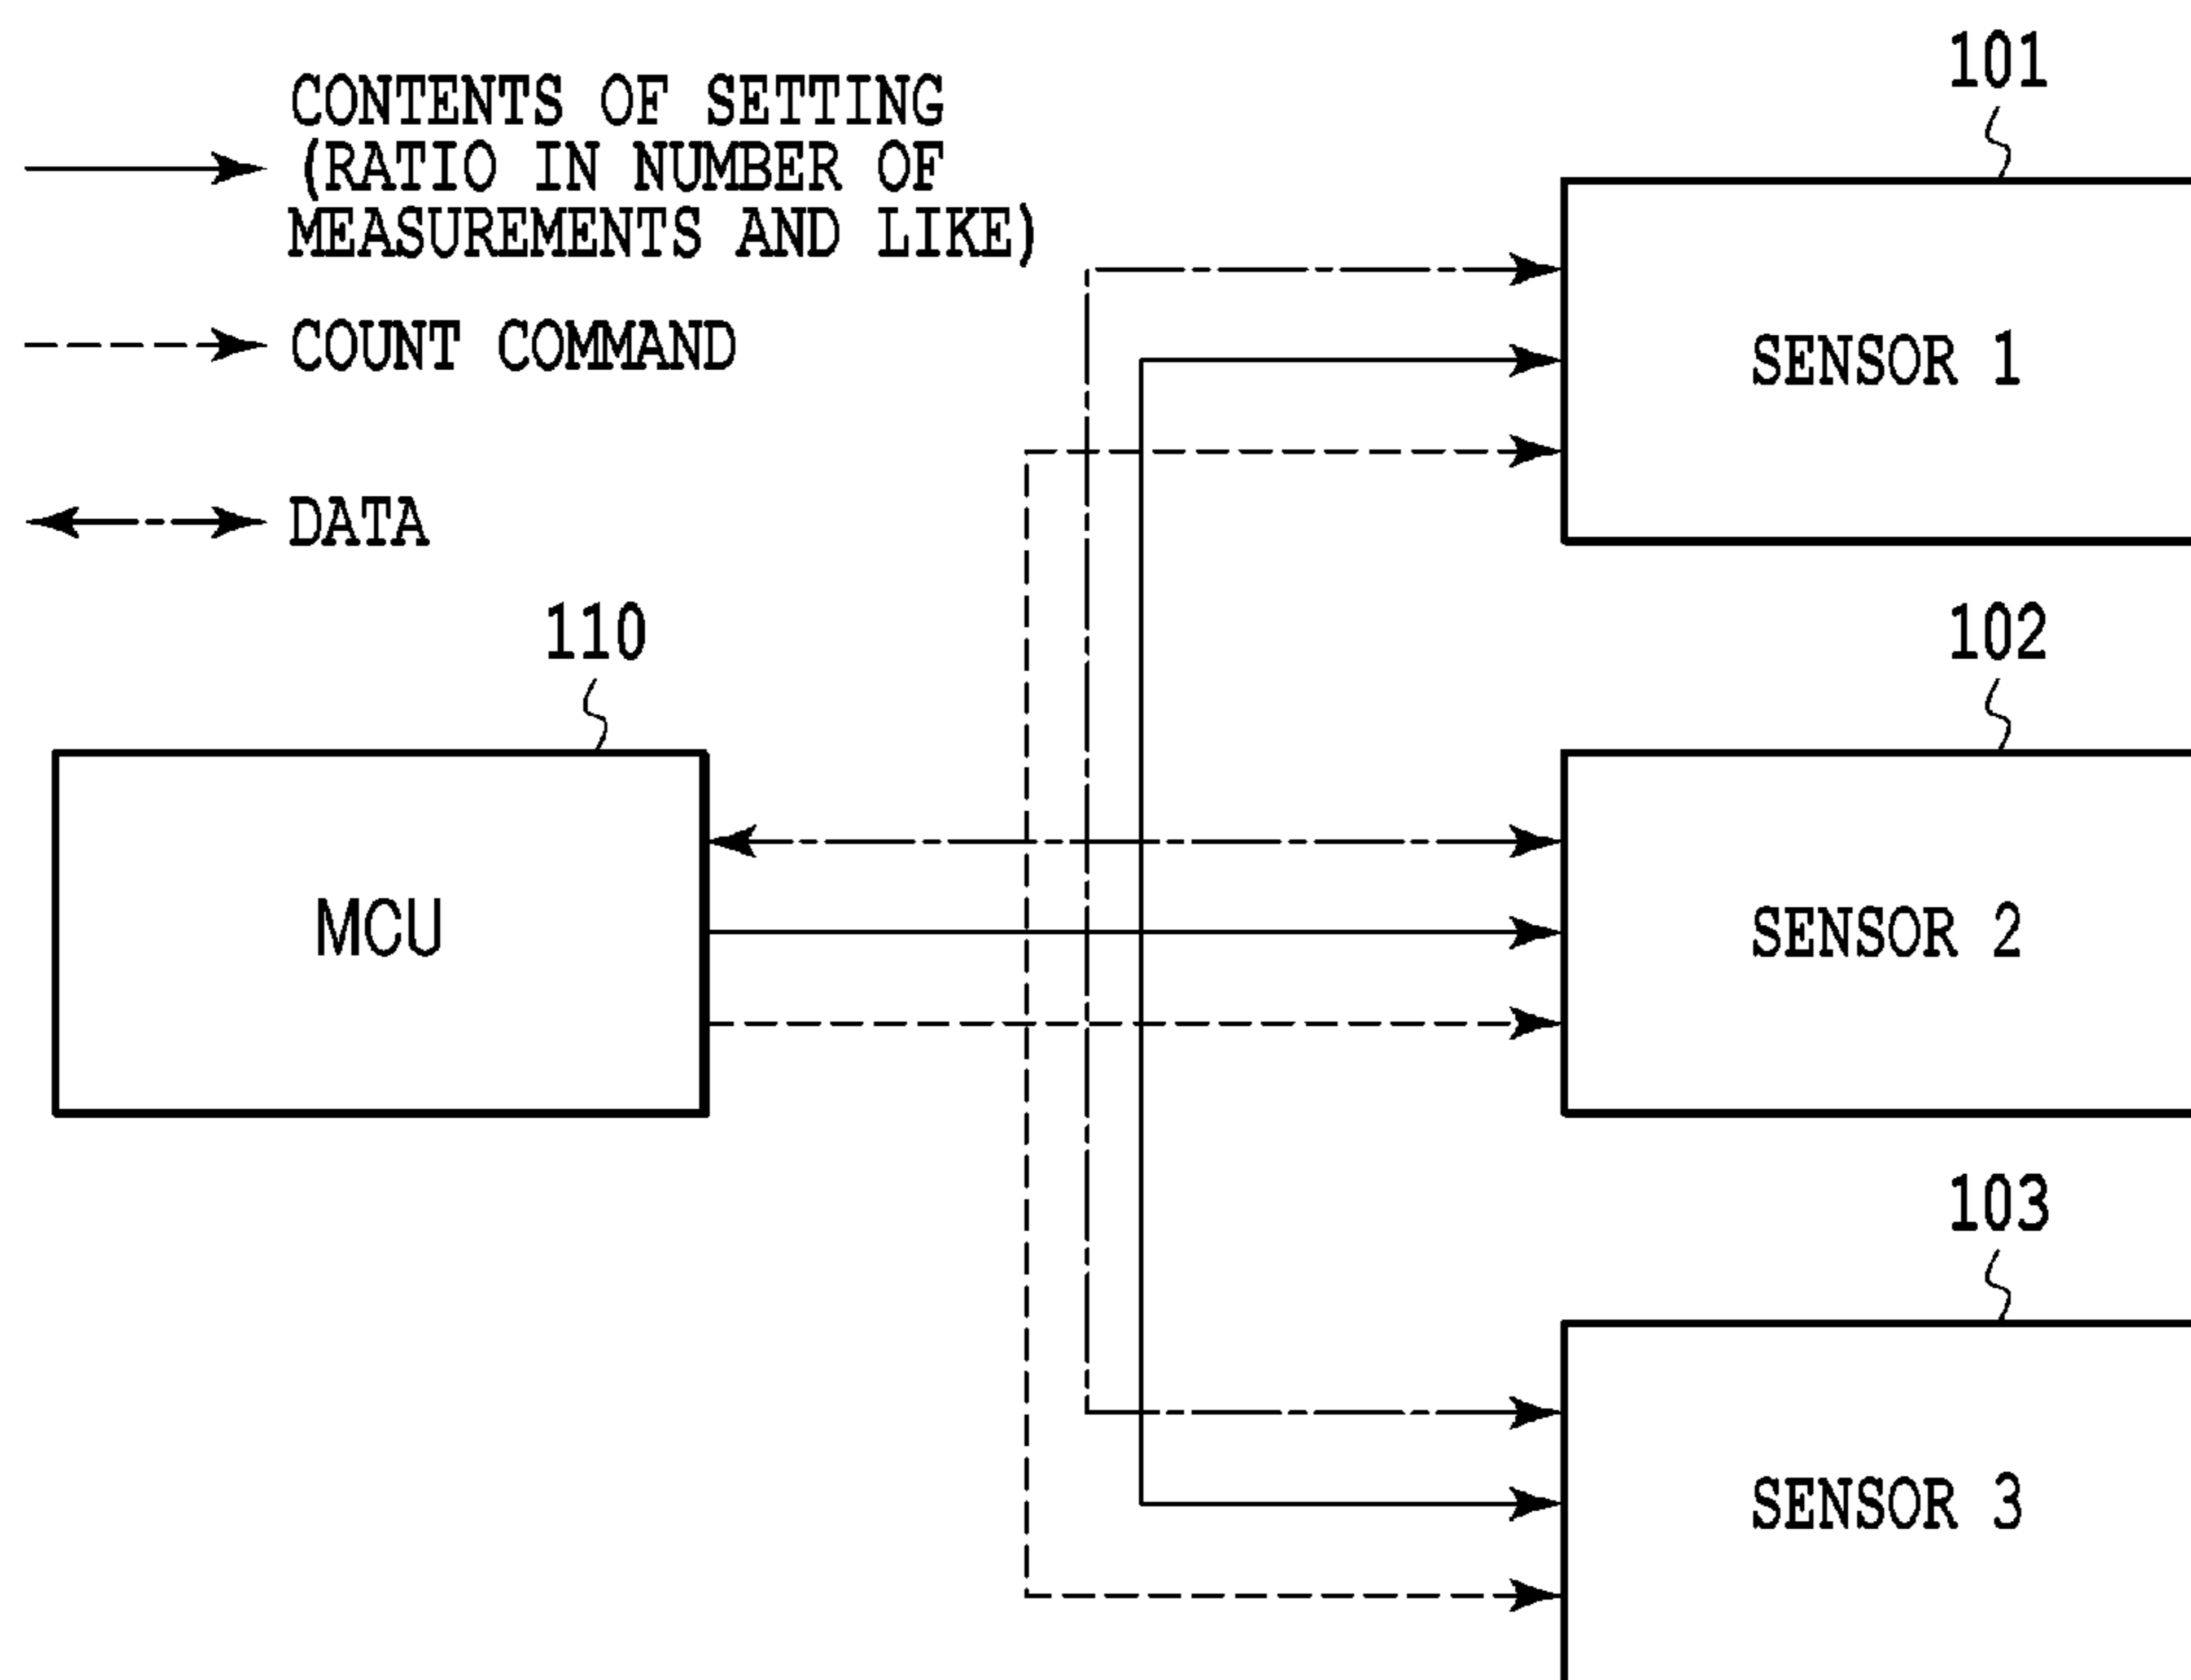 CONTENTS OF SETTING
(RATIO IN NUMBER OF
MEASUREMENTS AND LIKE)
COUNT COMMAND
DATA
101
SENSOR 1
110
MCU
102
SENSOR 2
103
SENSOR 3